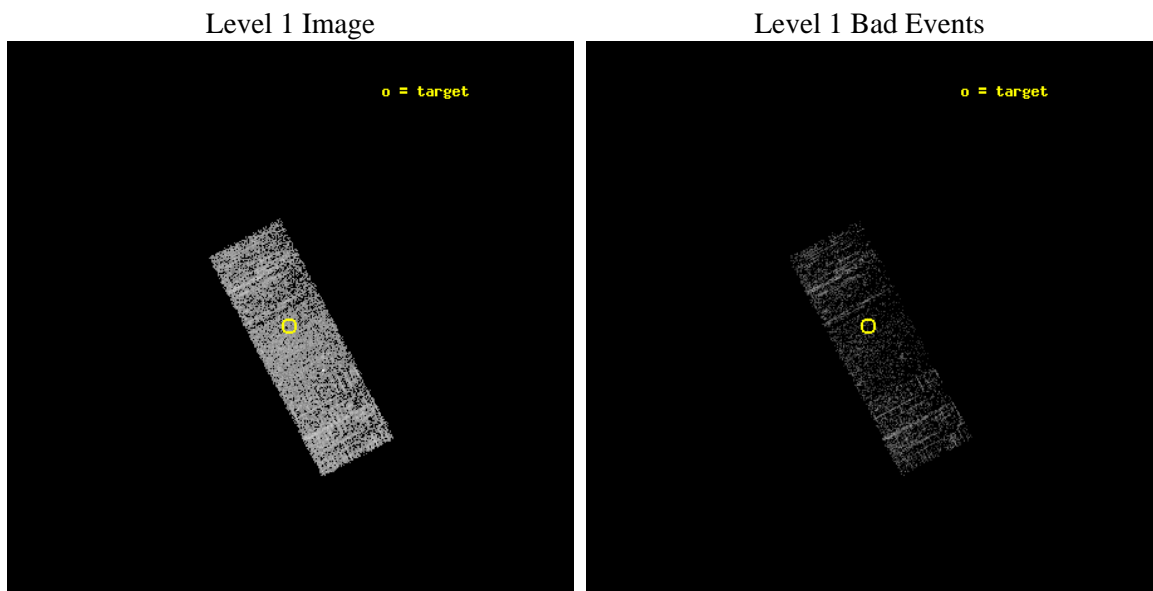 Level 1 Image
Level 1 Bad Events
o = target
o = target